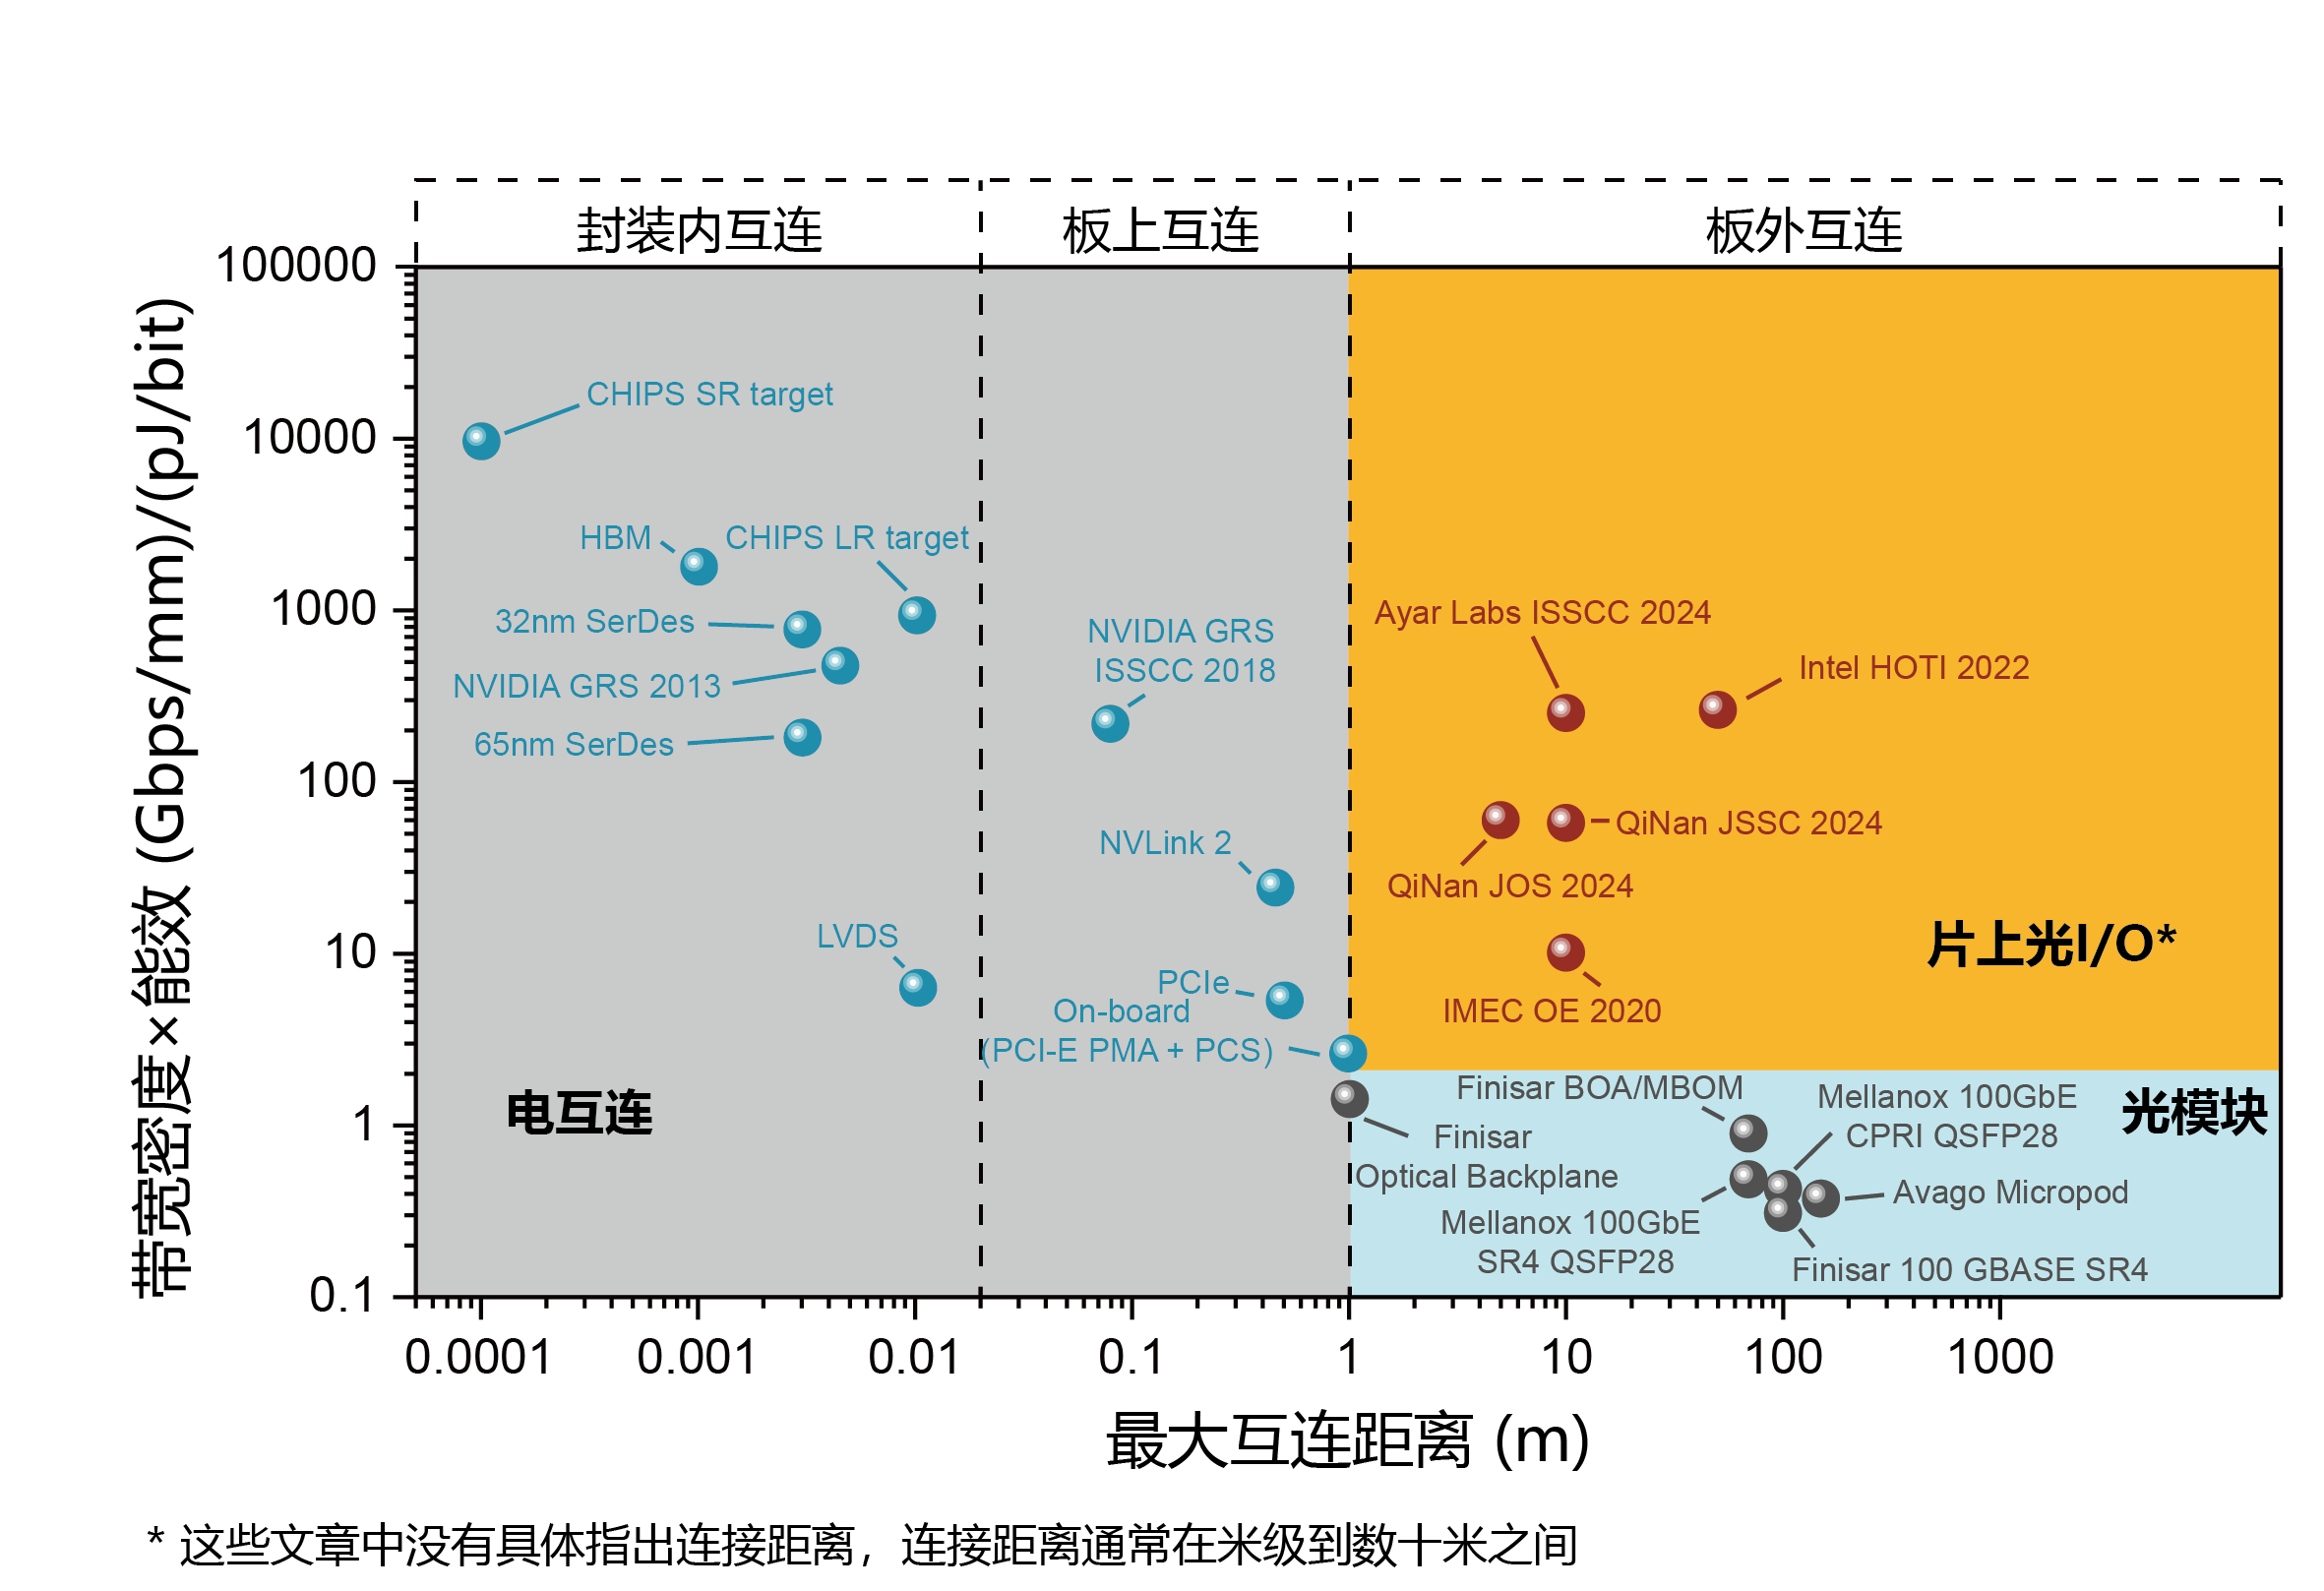 封装内互连
板上互连
板外互连
带宽密度×能效 (Gbps/mm)/(pJ/bit)
100000
10000
1000
100
10
1
0.1
CHIPS SR target
HBM
CHIPS LR target
32nm SerDes
NVIDIA GRS 2013
65nm SerDes
LVDS
电互连
NVIDIA GRS
ISSCC 2018
NVLink 2
PCIe
On-board
(PCI-E PMA + PCS)
Ayar Labs ISSCC 2024
Intel HOTI 2022
QiNan JSSC 2024
QiNan JOS 2024
片上光I/O*
IMEC OE 2020
Finisar BOA/MBOM
Mellanox 100GbE
CPRI QSFP28
光模块
Finisar
Optical Backplane
Avago Micropod
Mellanox 100GbE
SR4 QSFP28
Finisar 100 GBASE SR4
0.0001
0.001
0.01
0.1
1
10
100
1000
最大互连距离 (m)
* 这些文章中没有具体指出连接距离，连接距离通常在米级到数十米之间